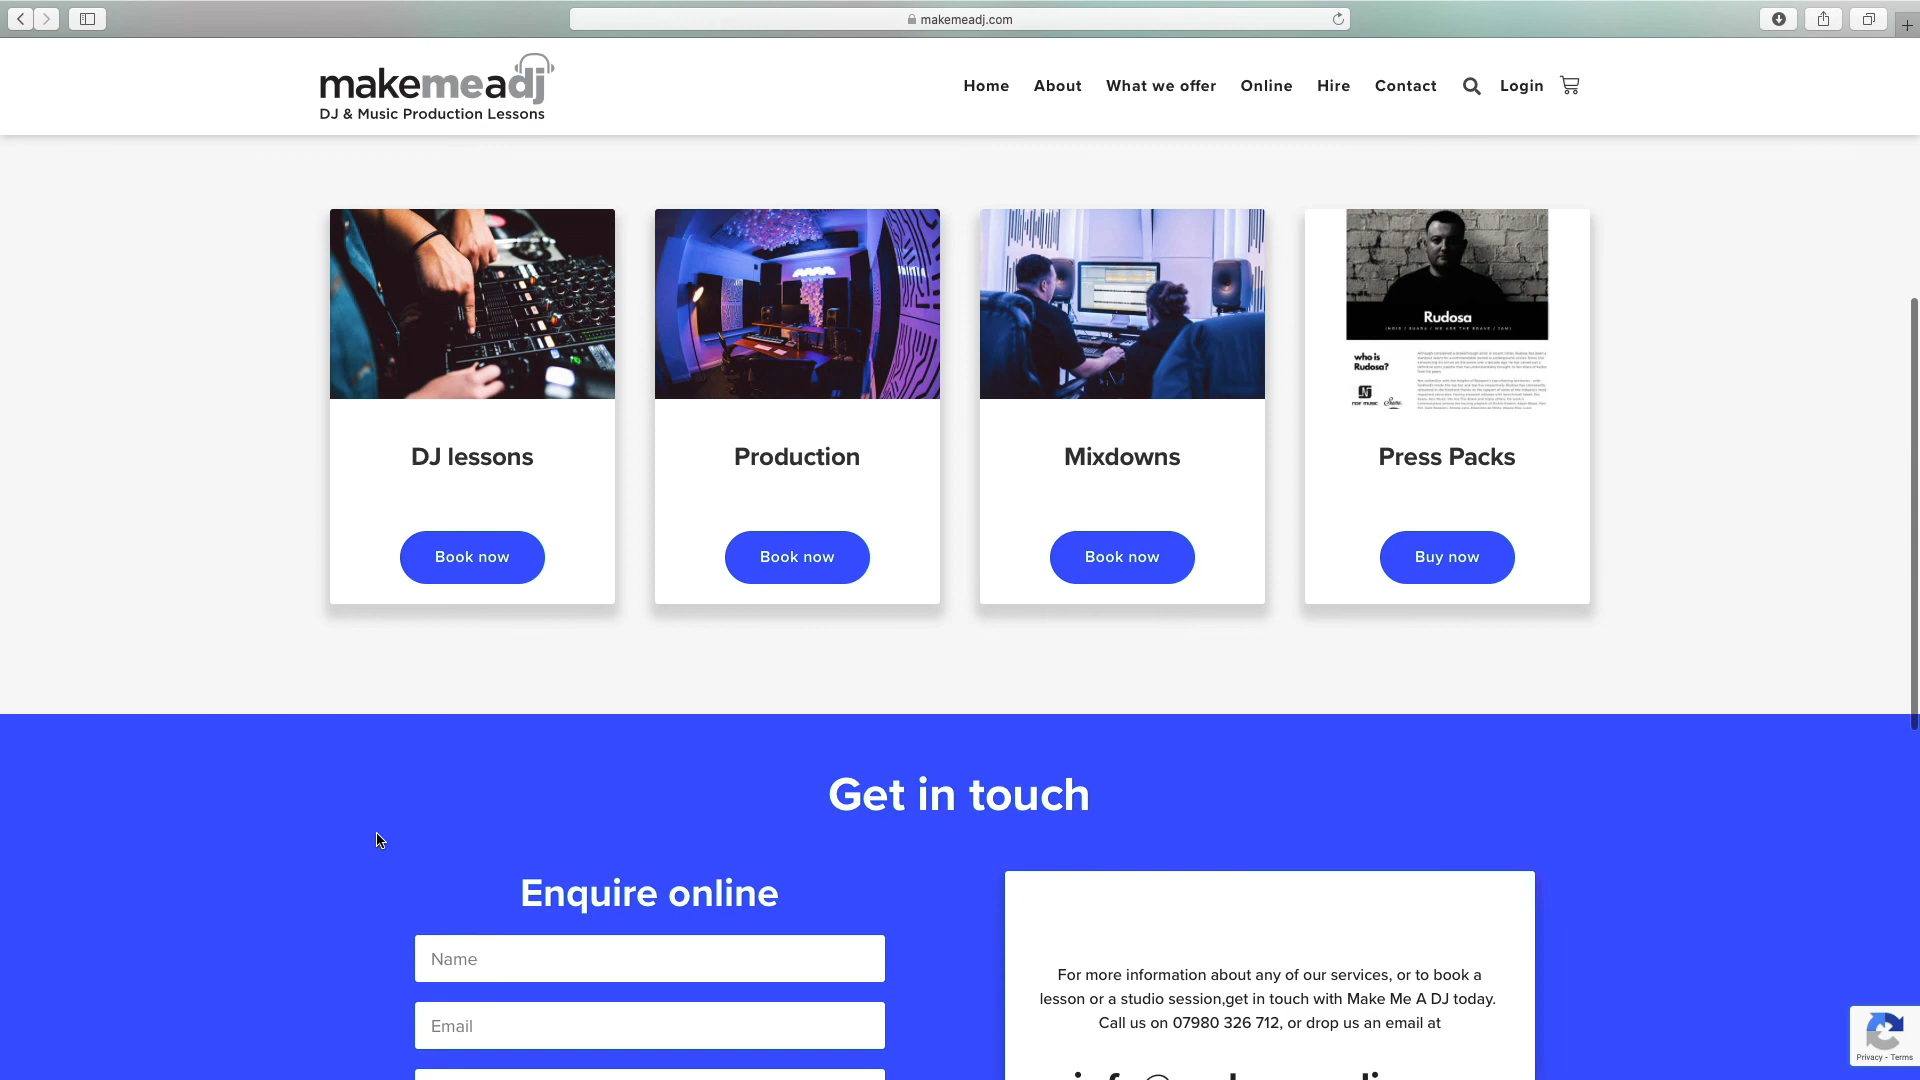 makemeadj.com
makemeadj
DJ & Music Production Lessons
Home
About
What we offer
Online
Hire
Contact
Login
Rudosa
who is
Rudosa?
DJ lessons
Production
Mixdowns
Press Packs
Book now
Book now
Book now
Buy now
Get in touch
Enquire online
Name
Email
For more information about any of our services, or to book a
lesson or a studio session,get in touch with Make Me A DJ today.
Call us on 07980 326 712, or drop us an email at
Privacy - Terms